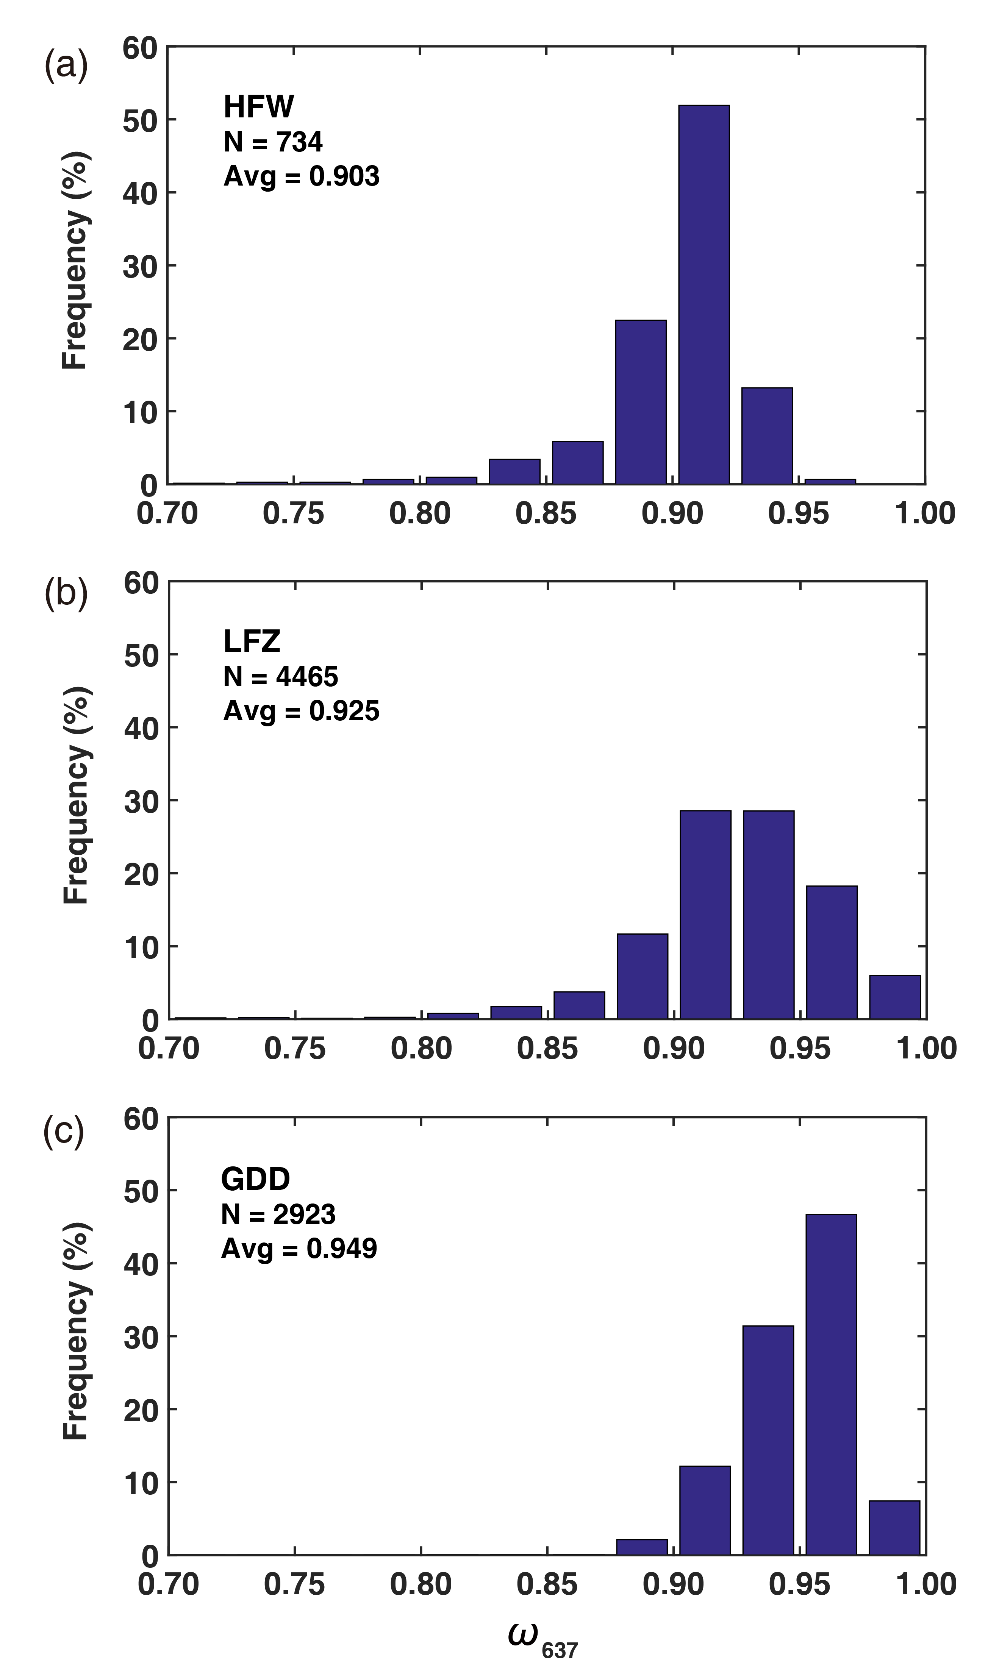 (a)
60
50
40
30
20
10
0
Frequency (%)
HFW
N = 734
Avg = 0.903
0.70 0.75 0.80 0.85 0.90 0.95 1.00
(b)
60
50
40
30
20
10
0
Frequency (%)
LFZ
N = 4465
Avg = 0.925
0.70 0.75 0.80 0.85 0.90 0.95 1.00
(c)
60
50
40
30
20
10
0
Frequency (%)
GDD
N = 2923
Avg = 0.949
0.70 0.75 0.80 0.85 0.90 0.95 1.00
ω637